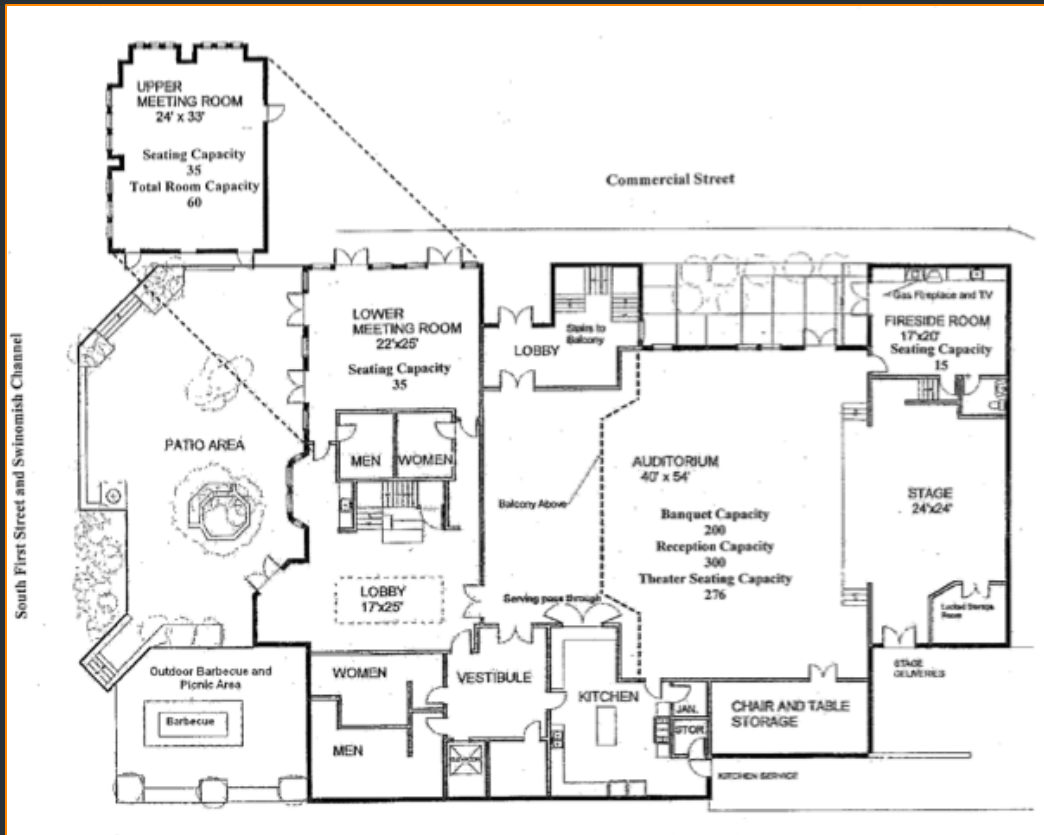 UPPER
MEETING ROOM
24' x 33'
Seating Capacity
35
Total Room Capacity
60
Commercial Street
South First Street and Swinomish Channel
LOWER
MEETING ROOM
22'x25'
Seating Capacity
35
LOBBY
Stairs to
Balcony
Gas Fireplace and TV
FIRESIDE ROOM
17'x20'
Seating Capacity
15
PATIO AREA
MEN
WOMEN
Balcony Above
AUDITORIUM
40' x 54'
Banquet Capacity
200
Reception Capacity
300
Theater Seating Capacity
276
STAGE
24'x24'
LOBBY
17'x25'
Serving pass through
Locked Storage
Room
Outdoor Barbecue and
Picnic Area
Barbecue
WOMEN
MEN
VESTIBULE
KITCHEN
JAN.
STOR.
CHAIR AND TABLE
STORAGE
STAGE
DELIVERIES
KITCHEN SERVICE